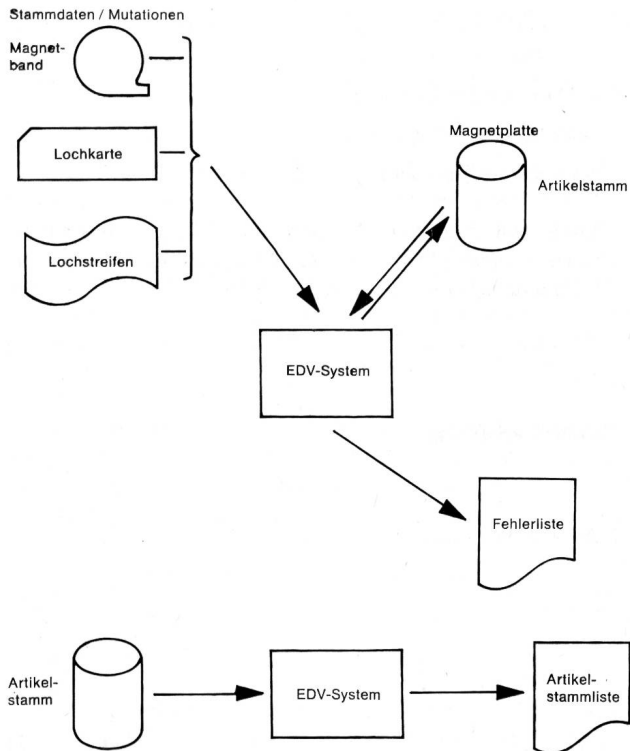 Stammdaten / Mutationen
Magnet-
band
Lochkarte
Lochstreifen
Magnetplatte
Artikelstamm
EDV-System
Fehlerliste
Artikel-
stamm
EDV-System
Artikel-
stammliste